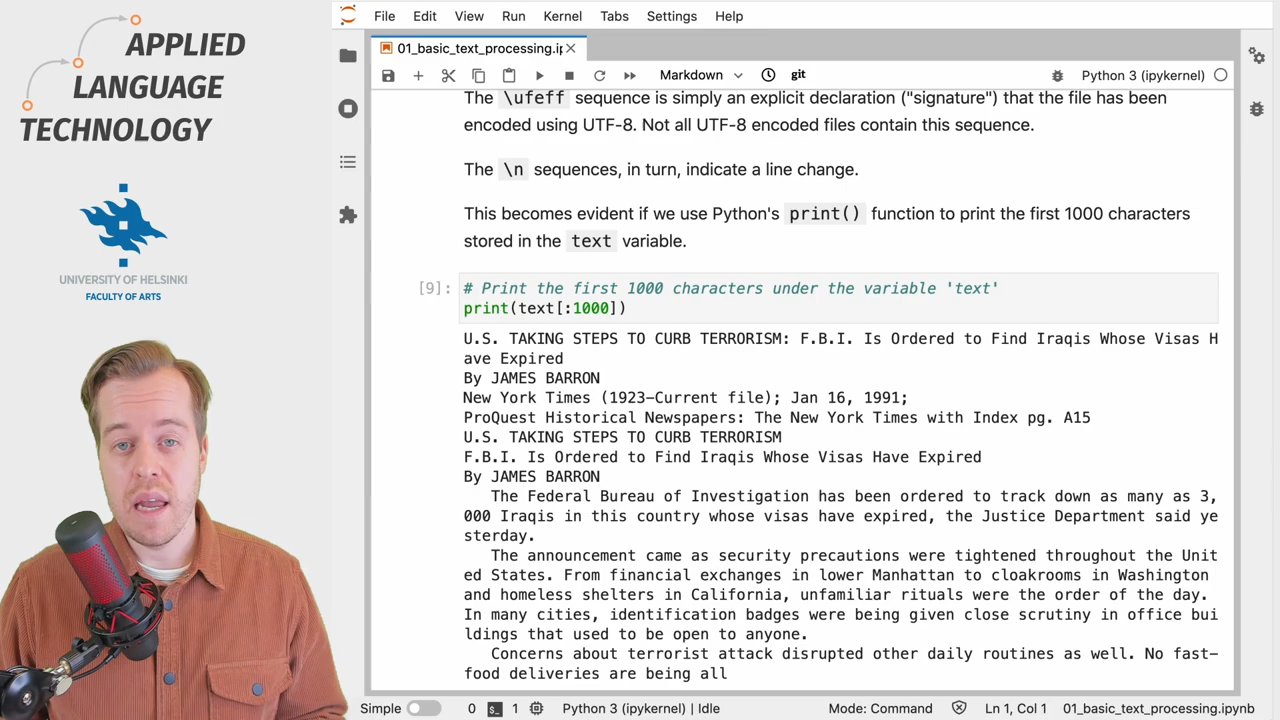 APPLIED
LANGUAGE
TECHNOLOGY
UNIVERSITY OF HELSINKI
FACULTY OF ARTS
File Edit View Run Kernel Tabs Settings Help
01_basic_text_processing.ip
Markdown
git
Python 3 (ipykernel)
The \ufeff sequence is simply an explicit declaration ("signature") that the file has been
encoded using UTF-8. Not all UTF-8 encoded files contain this sequence.
The \n sequences, in turn, indicate a line change.
This becomes evident if we use Python's print() function to print the first 1000 characters
stored in the text variable.
[9]: # Print the first 1000 characters under the variable 'text'
print(text[:1000])
U.S. TAKING STEPS TO CURB TERRORISM: F.B.I. Is Ordered to Find Iraqis Whose Visas H
ave Expired
By JAMES BARRON
New York Times (1923-Current file); Jan 16, 1991;
ProQuest Historical Newspapers: The New York Times with Index pg. A15
U.S. TAKING STEPS TO CURB TERRORISM
F.B.I. Is Ordered to Find Iraqis Whose Visas Have Expired
By JAMES BARRON
The Federal Bureau of Investigation has been ordered to track down as many as 3,
000 Iraqis in this country whose visas have expired, the Justice Department said ye
sterday.
The announcement came as security precautions were tightened throughout the Unit
ed States. From financial exchanges in lower Manhattan to cloakrooms in Washington
and homeless shelters in California, unfamiliar rituals were the order of the day.
In many cities, identification badges were being given close scrutiny in office bui
ldings that used to be open to anyone.
Concerns about terrorist attack disrupted other daily routines as well. No fast-
food deliveries are being all
Simple 0 1 Python 3 (ipykernel) | Idle Mode: Command Ln 1, Col 1 01_basic_text_processing.ipynb